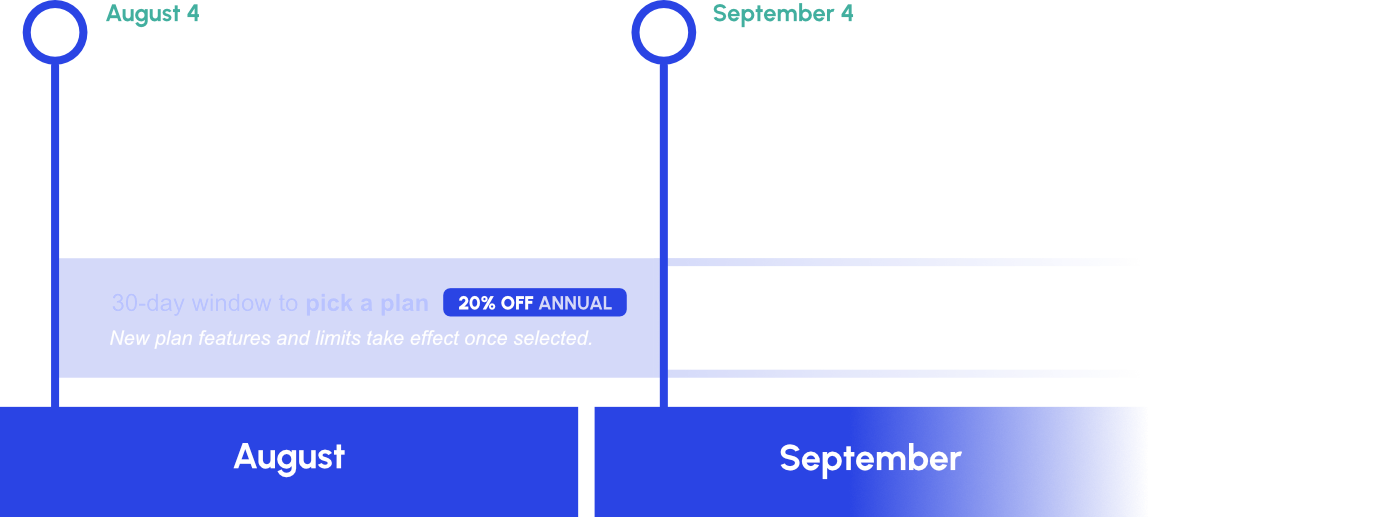 August 4
September 4
30-day window to pick a plan
20% OFF ANNUAL
New plan features and limits take effect once selected.
August
September